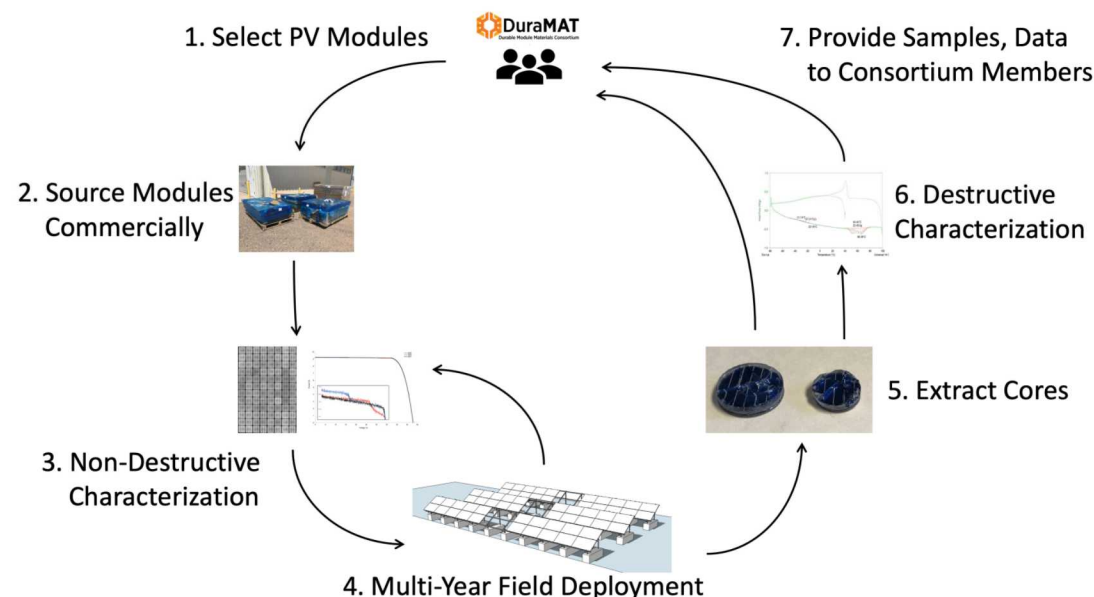 DuraMAT
Durable Module Materials Consortium
1. Select PV Modules
7. Provide Samples, Data
to Consortium Members
2. Source Modules
Commercially
6. Destructive
Characterization
5. Extract Cores
3. Non-Destructive
Characterization
4. Multi-Year Field Deployment